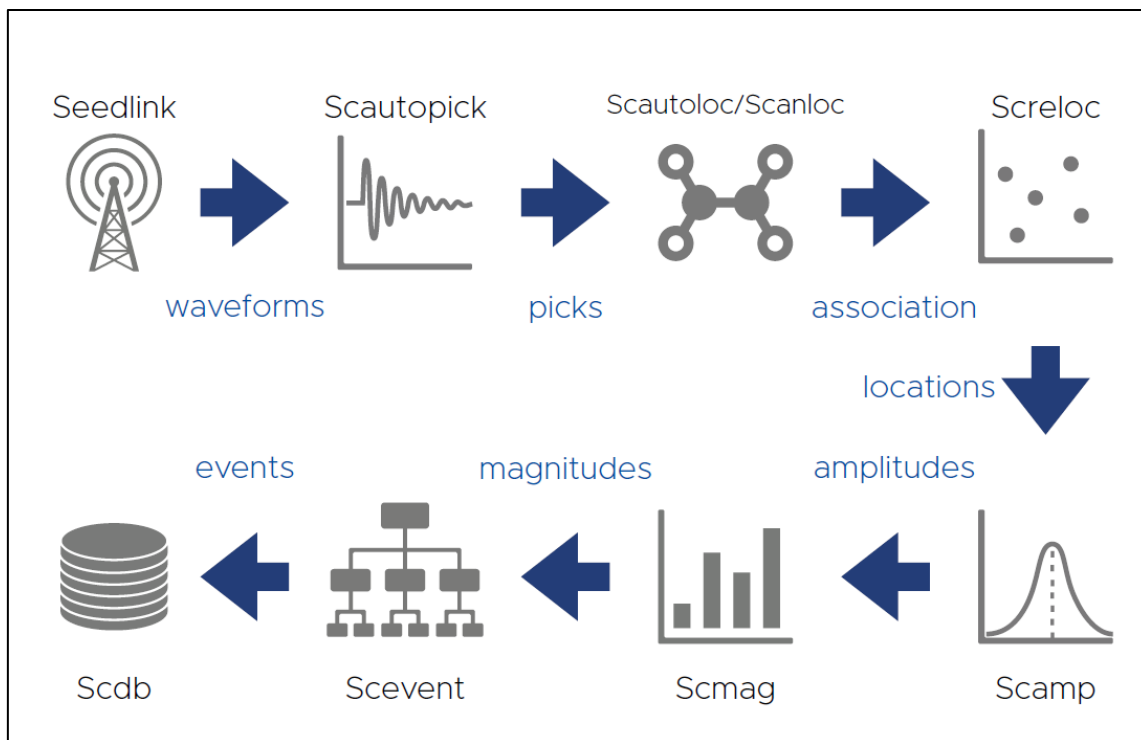 Seedlink
Scautopick
Scautoloc/Scanloc
Screloc
waveforms
picks
association
locations
events
magnitudes
amplitudes
Scdb
Scevent
Scmag
Scamp